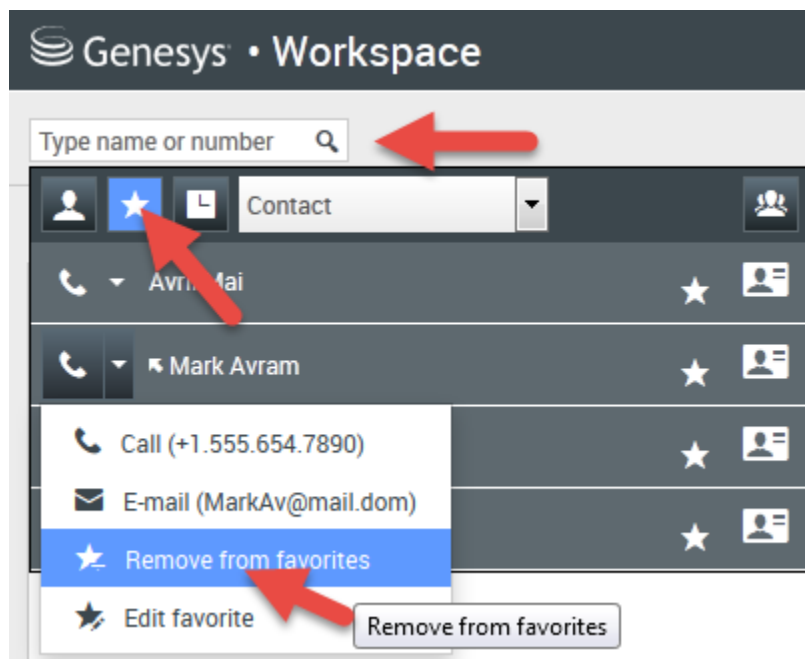 Genesys • Workspace
Type name or number
Contact
Mai
Mark Avram
Call (+1.555.654.7890)
E-mail (MarkAv@mail.dom)
Remove from favorites
Edit favorite
Remove from favorites